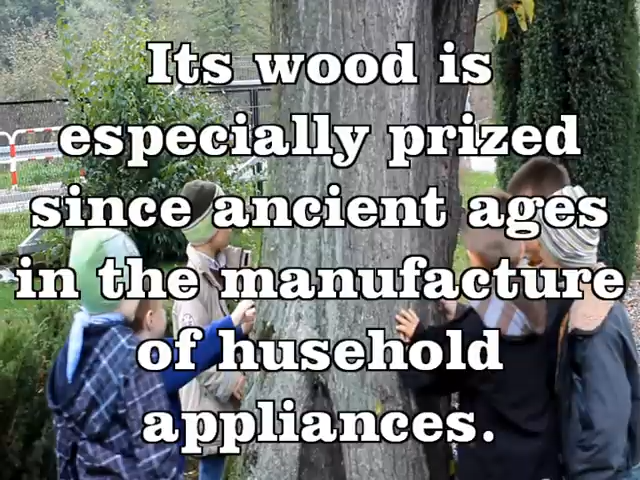 Its wood is
especially prized
since ancient ages
in the manufacture
of husehold
appliances.